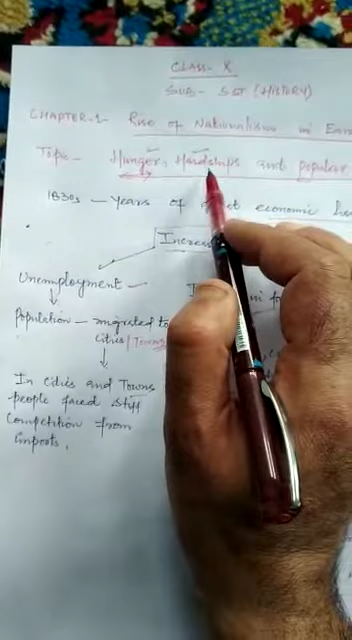 CLASS- X
SUB- SST (HISTORY)
CHAPTER-1 Rise of Nationalism in
Topic - Hunger, Hardships and popular
1830s - Years of economic
Increase
Unemployment -
Population - migrated to
cities / Towns
In Cities and Towns
people faced stiff
competition from
imports,